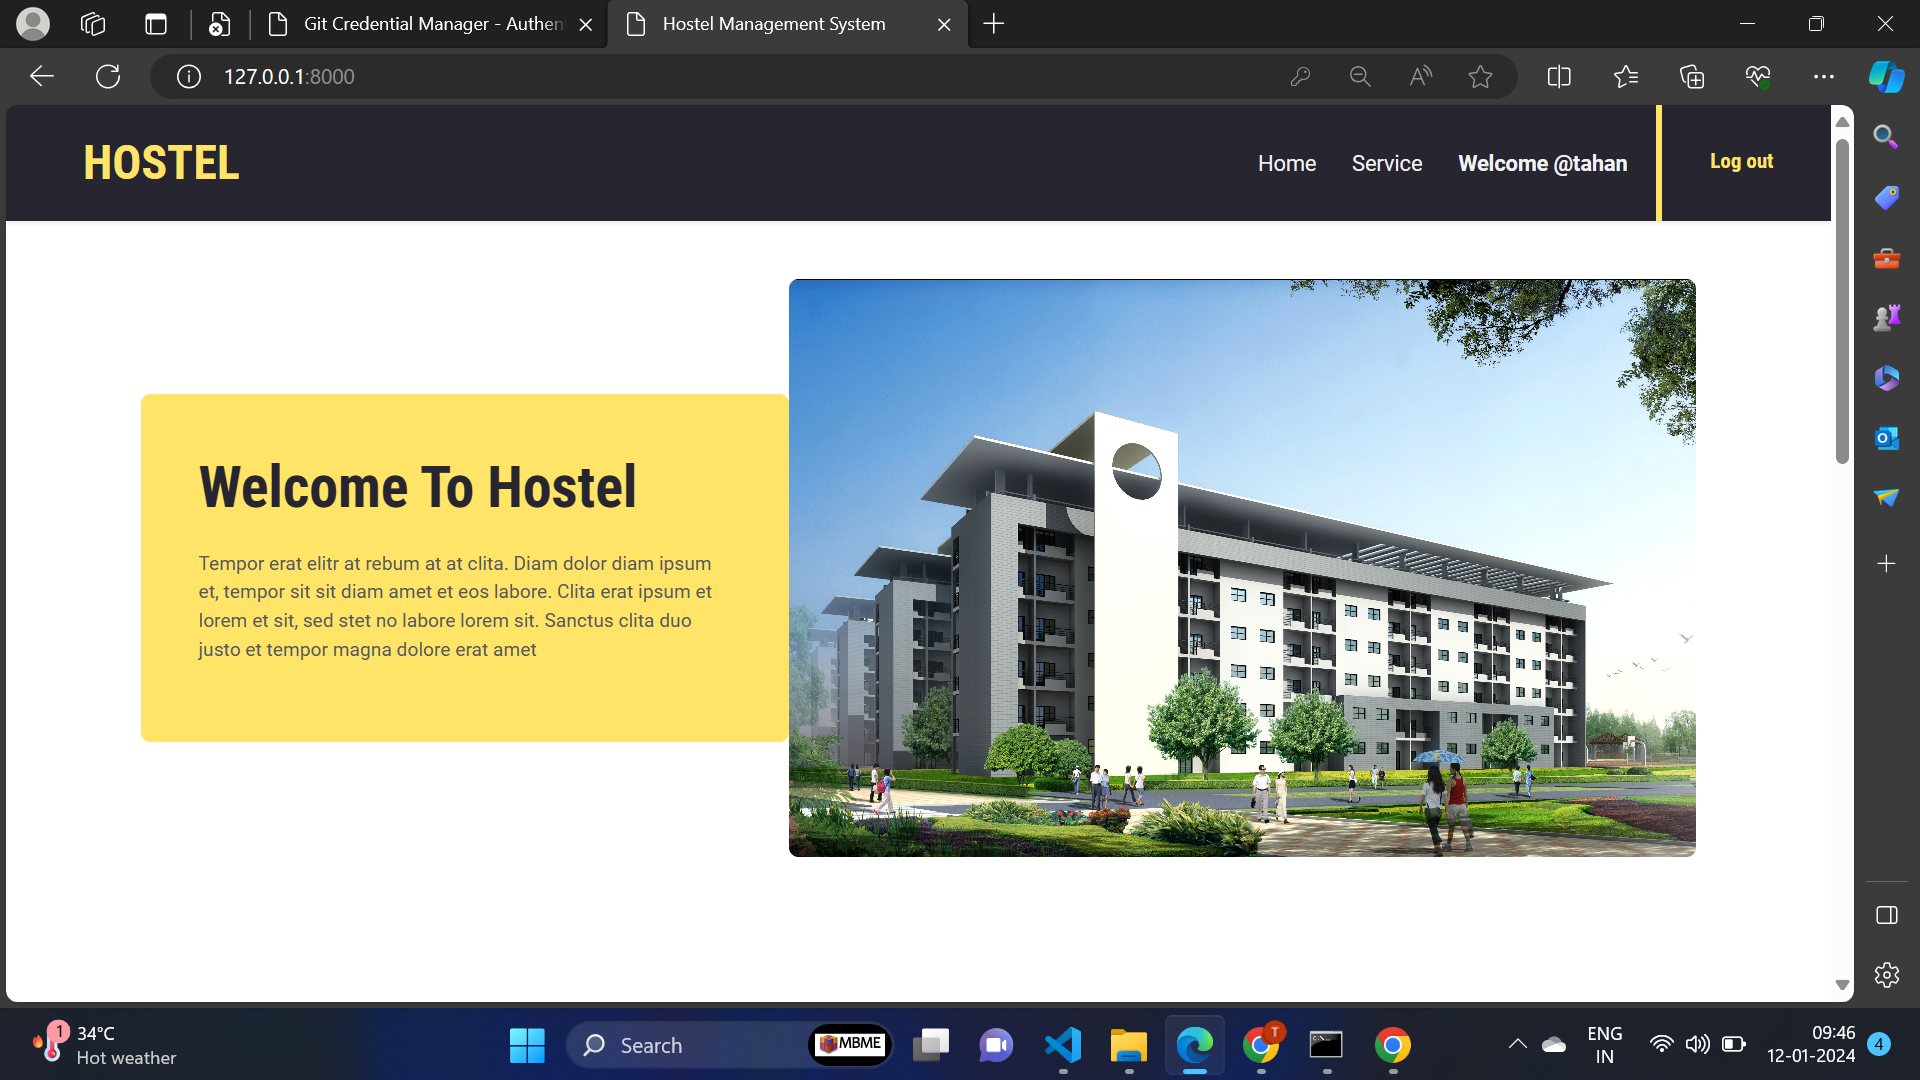 Git Credential Manager - Authen
Hostel Management System
127.0.0.1:8000
HOSTEL
Home
Service
Welcome @tahan
Log out
Welcome To Hostel
Tempor erat elitr at rebum at at clita. Diam dolor diam ipsum
et, tempor sit sit diam amet et eos labore. Clita erat ipsum et
lorem et sit, sed stet no labore lorem sit. Sanctus clita duo
justo et tempor magna dolore erat amet
1
34°C
Hot weather
Search
MBME
T
ENG
IN
09:46
12-01-2024
4